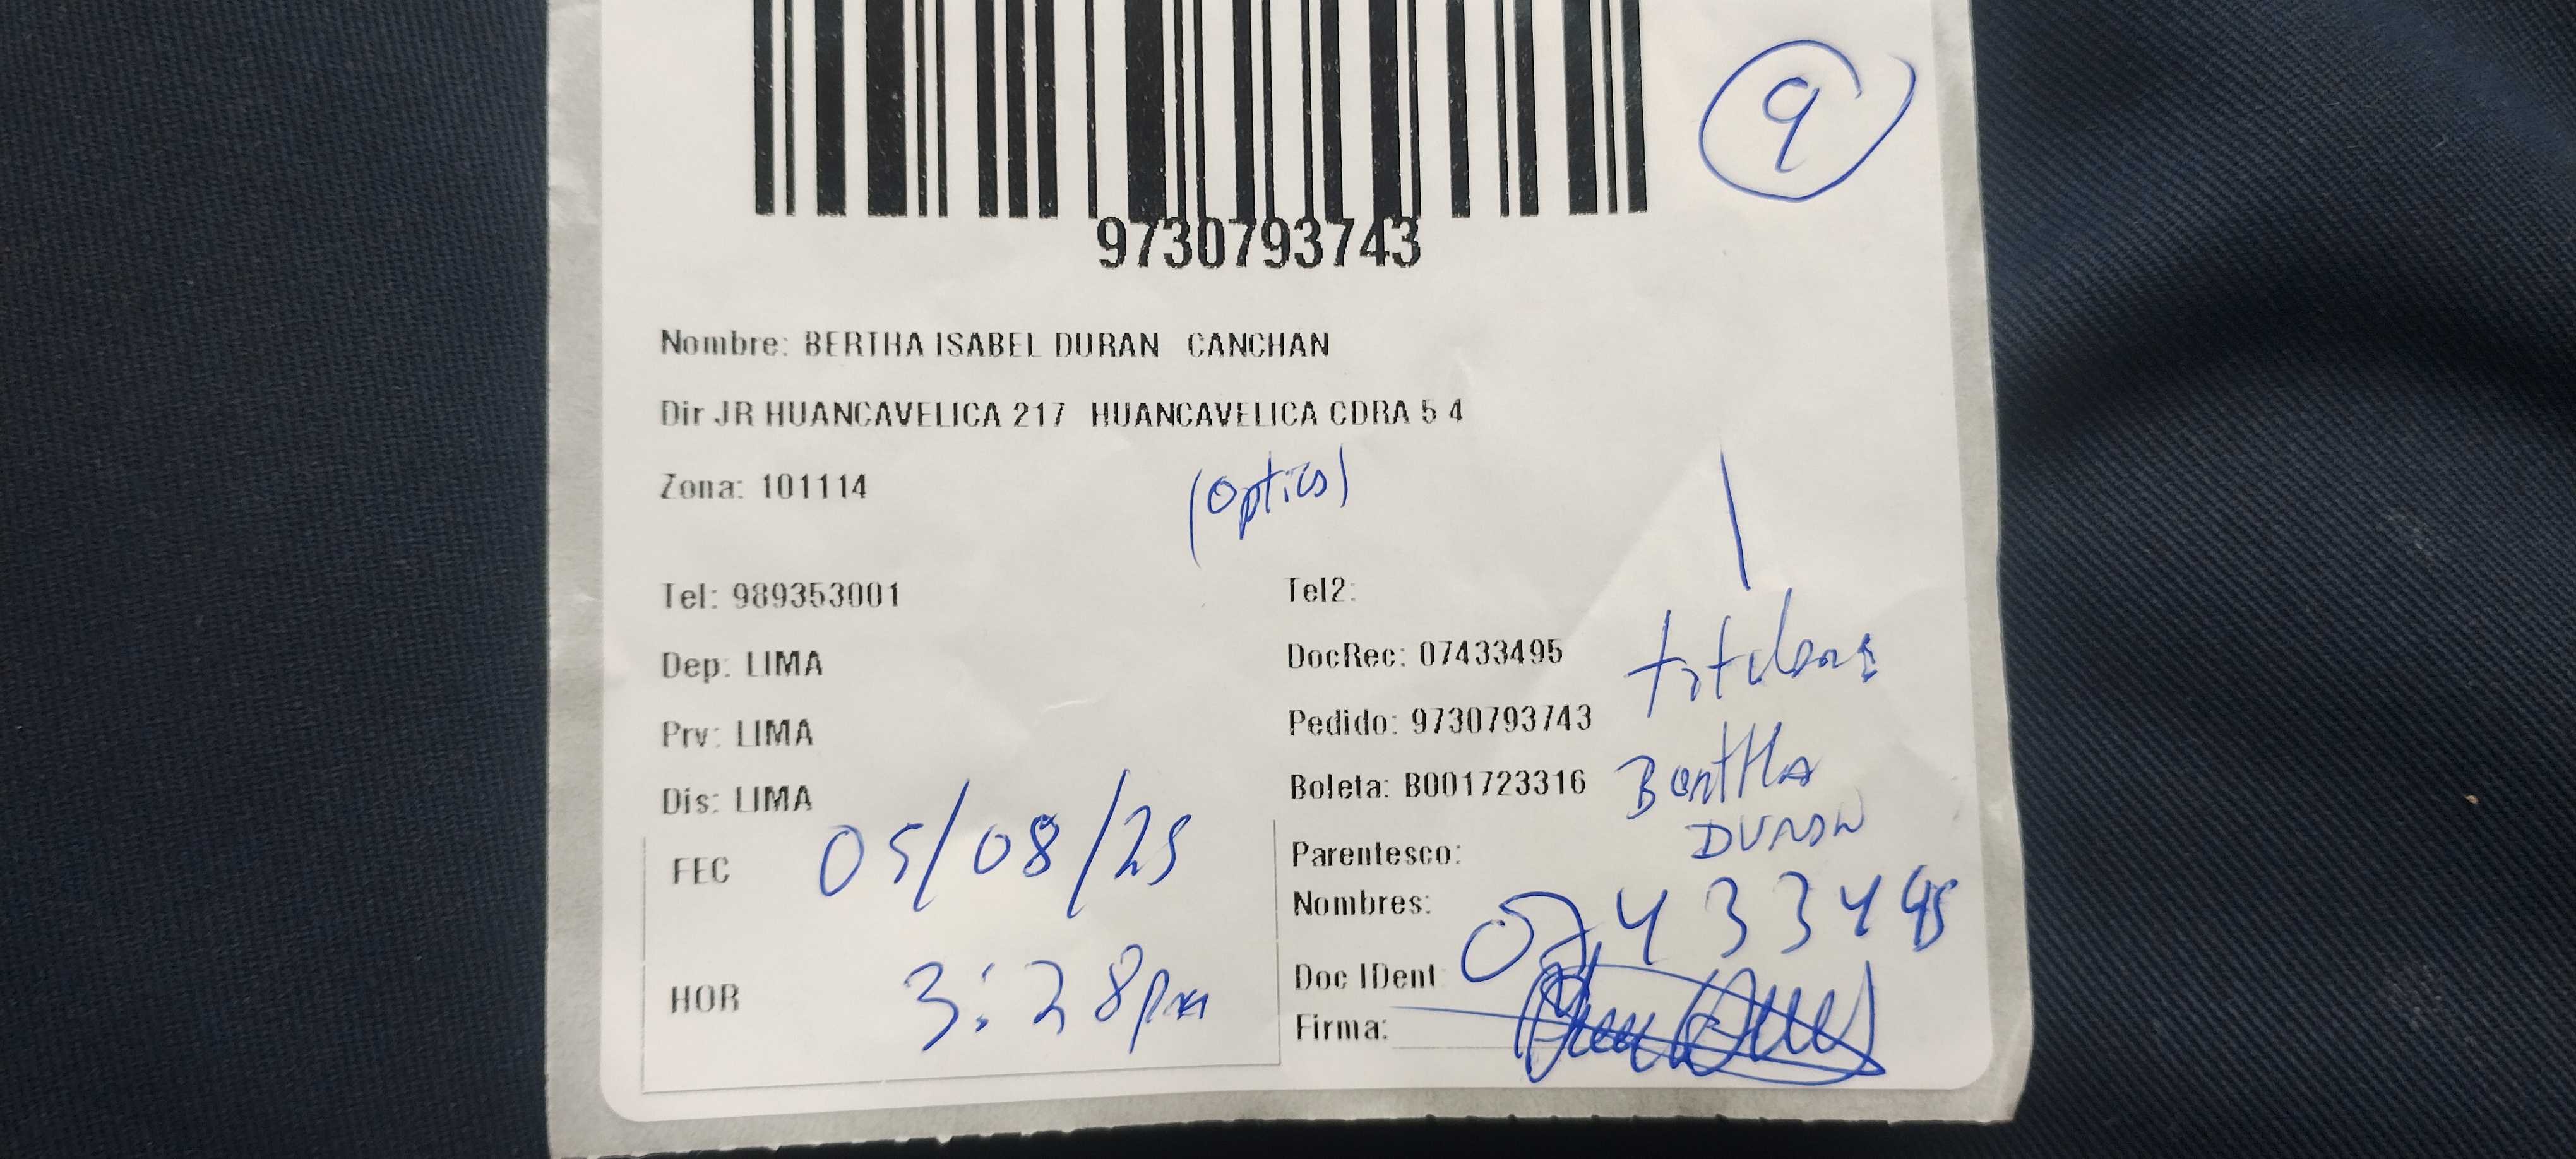 9
9730793743
Nombre: BERTHA ISABEL DURAN CANCHAN
Dir JR HUANCAVELICA 217 HUANCAVELICA CDRA 5 4
Zona: 101114
(Optics)
Tel: 989353001
Tel2:
Dep: LIMA
DocRec: 07433495
Prv: LIMA
Pedido: 9730793743
Dis: LIMA
Boleta: B001723316
Bertha
DURAN
FEC 05/08/25
Parentesco:
Nombres:
07433495
HOR 3:28pm
Doc IDent
Firma: